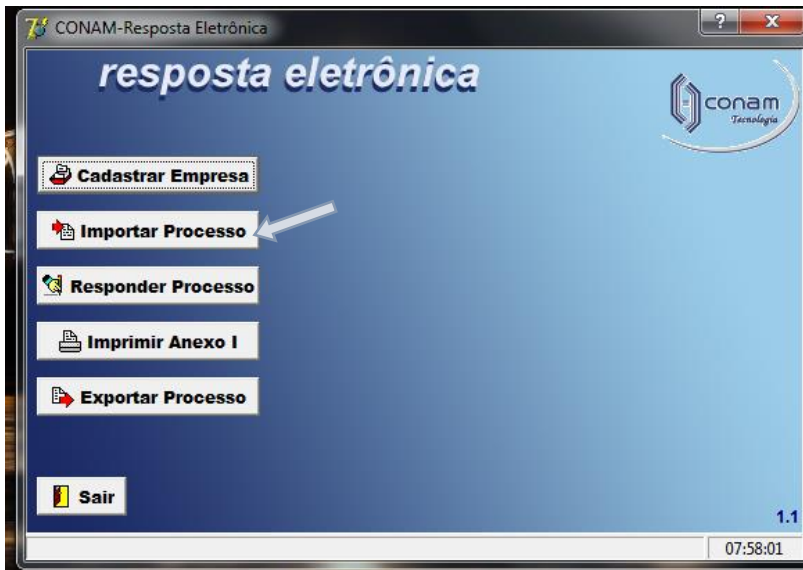 CONAM-Resposta Eletrônica
resposta eletrônica
conam
Tecnologia
Cadastrar Empresa
Importar Processo
Responder Processo
Imprimir Anexo I
Exportar Processo
Sair
1.1
07:58:01